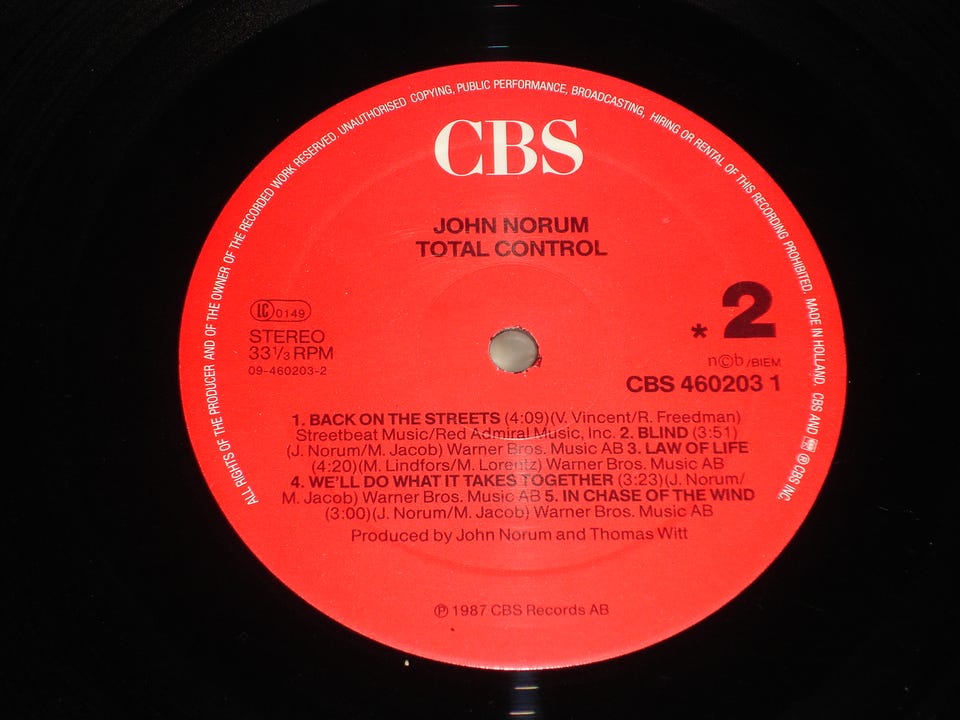 ALL RIGHTS OF THE PRODUCER AND OF THE OWNER OF THE RECORDED WORK RESERVED. UNAUTHORISED COPYING, PUBLIC PERFORMANCE, BROADCASTING, HIRING OR RENTAL OF THIS RECORDING PROHIBITED. MADE IN HOLLAND. CBS AND ® CBS INC.
CBS
JOHN NORUM
TOTAL CONTROL
LC 0149
STEREO
33 1/3 RPM
09-460203-2
* 2
n©b /BIEM
CBS 460203 1
1. BACK ON THE STREETS (4:09)(V. Vincent/R. Freedman)
Streetbeat Music/Red Admiral Music, Inc. 2. BLIND (3:51)
(J. Norum/M. Jacob) Warner Bros. Music AB 3. LAW OF LIFE
(4:20)(M. Lindfors/M. Lorentz) Warner Bros. Music AB
4. WE'LL DO WHAT IT TAKES TOGETHER (3:23)(J. Norum/
M. Jacob) Warner Bros. Music AB 5. IN CHASE OF THE WIND
(3:00)(J. Norum/M. Jacob) Warner Bros. Music AB
Produced by John Norum and Thomas Witt
℗ 1987 CBS Records AB